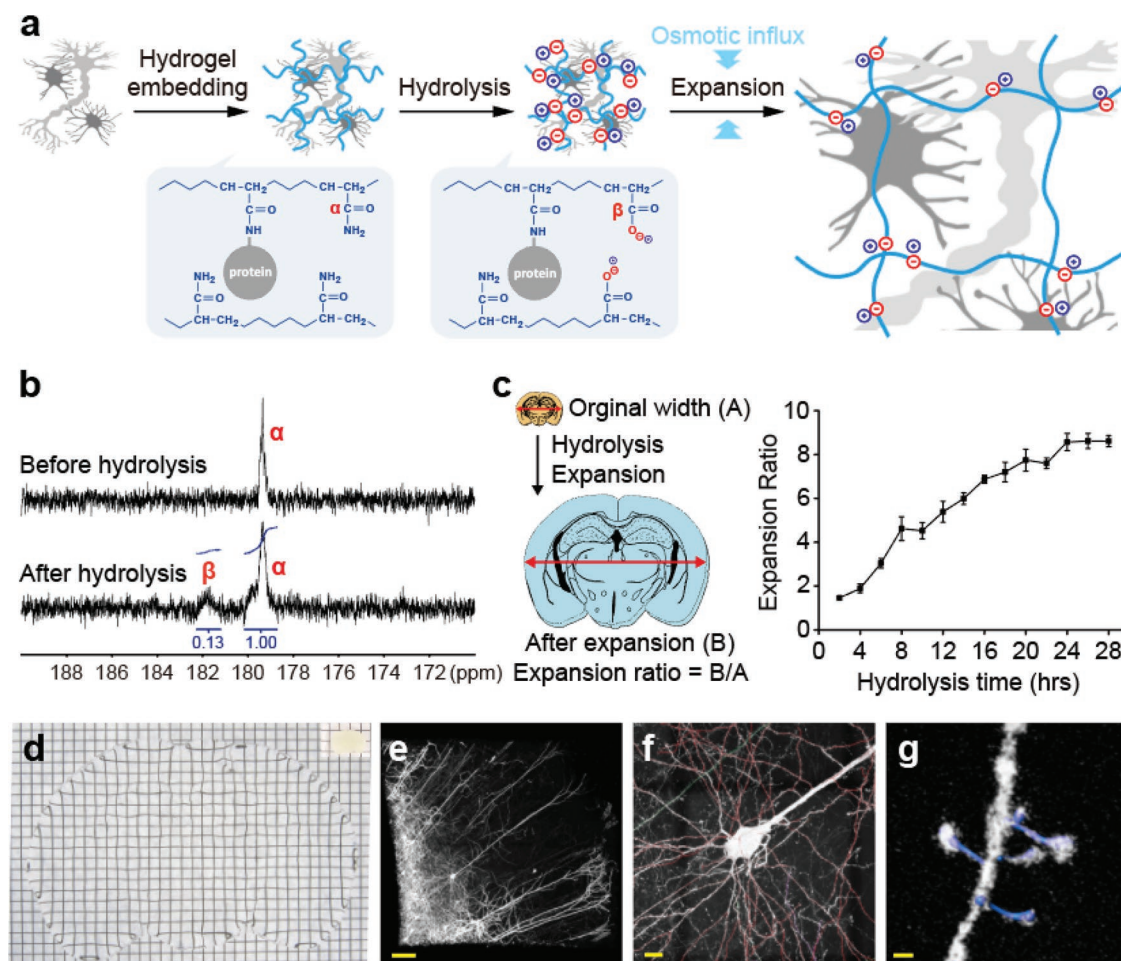 a
Hydrogel
embedding
Hydrolysis
Osmotic influx
Expansion
CH–CH₂ CH–CH₂
C=O α C=O
NH NH₂
protein
NH₂ NH₂
C=O C=O
CH–CH₂ CH–CH₂
CH–CH₂ CH–CH₂
C=O β C=O
NH O⊖⊕
protein
NH₂ O⊖⊕
C=O C=O
CH–CH₂ CH–CH₂
b
α
Before hydrolysis
After hydrolysis β α
0.13 1.00
188 186 184 182 180 178 176 174 172 (ppm)
c
Orginal width (A)
Hydrolysis
Expansion
After expansion (B)
Expansion ratio = B/A
Expansion Ratio
10
8
6
4
2
0
0 4 8 12 16 20 24 28
Hydrolysis time (hrs)
d
e
f
g